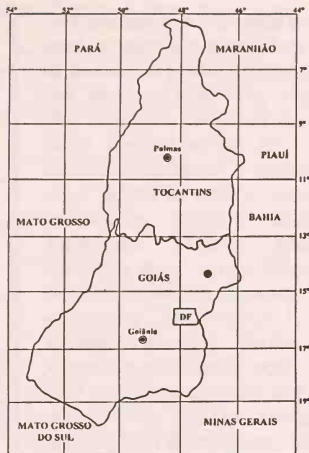 54° 52° 50° 48° 46° 44°
PARÁ MARANHÃO
7°
9°
Palmas
PIAUÍ
11°
TOCANTINS
MATO GROSSO BAHIA
13°
GOIÁS
15°
DF
Goiânia
17°
19°
MATO GROSSO
DO SUL
MINAS GERAIS